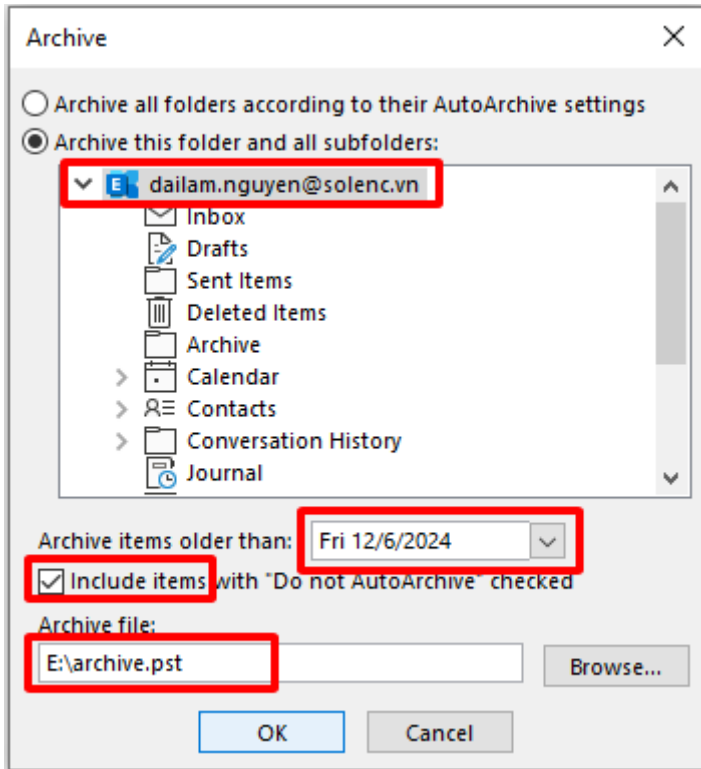 Archive
Archive all folders according to their AutoArchive settings
Archive this folder and all subfolders:
dailam.nguyen@solenc.vn
Inbox
Drafts
Sent Items
Deleted Items
Archive
Calendar
Contacts
Conversation History
Journal
Archive items older than: Fri 12/6/2024
Include items with "Do not AutoArchive" checked
Archive file:
E:\archive.pst Browse...
OK Cancel